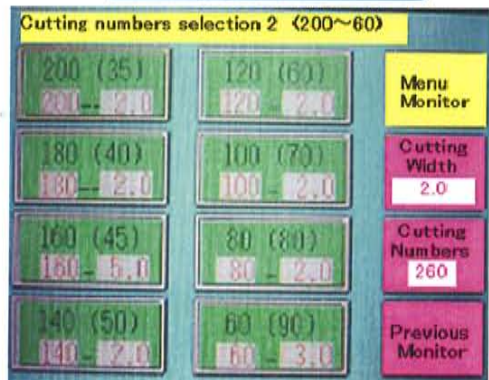 Cutting numbers selection 2 《200～60》
200 (35)
200-- 2.0
120 (60)
120 - 2.0
Menu
Monitor
180 (40)
180-- 2.0
100 (70)
100 - 2.0
Cutting
Width
2.0
160 (45)
160 - 5.0
80 (80)
80 - 2.0
Cutting
Numbers
260
140 (50)
140 - 2.0
60 (90)
60 - 3.0
Previous
Monitor